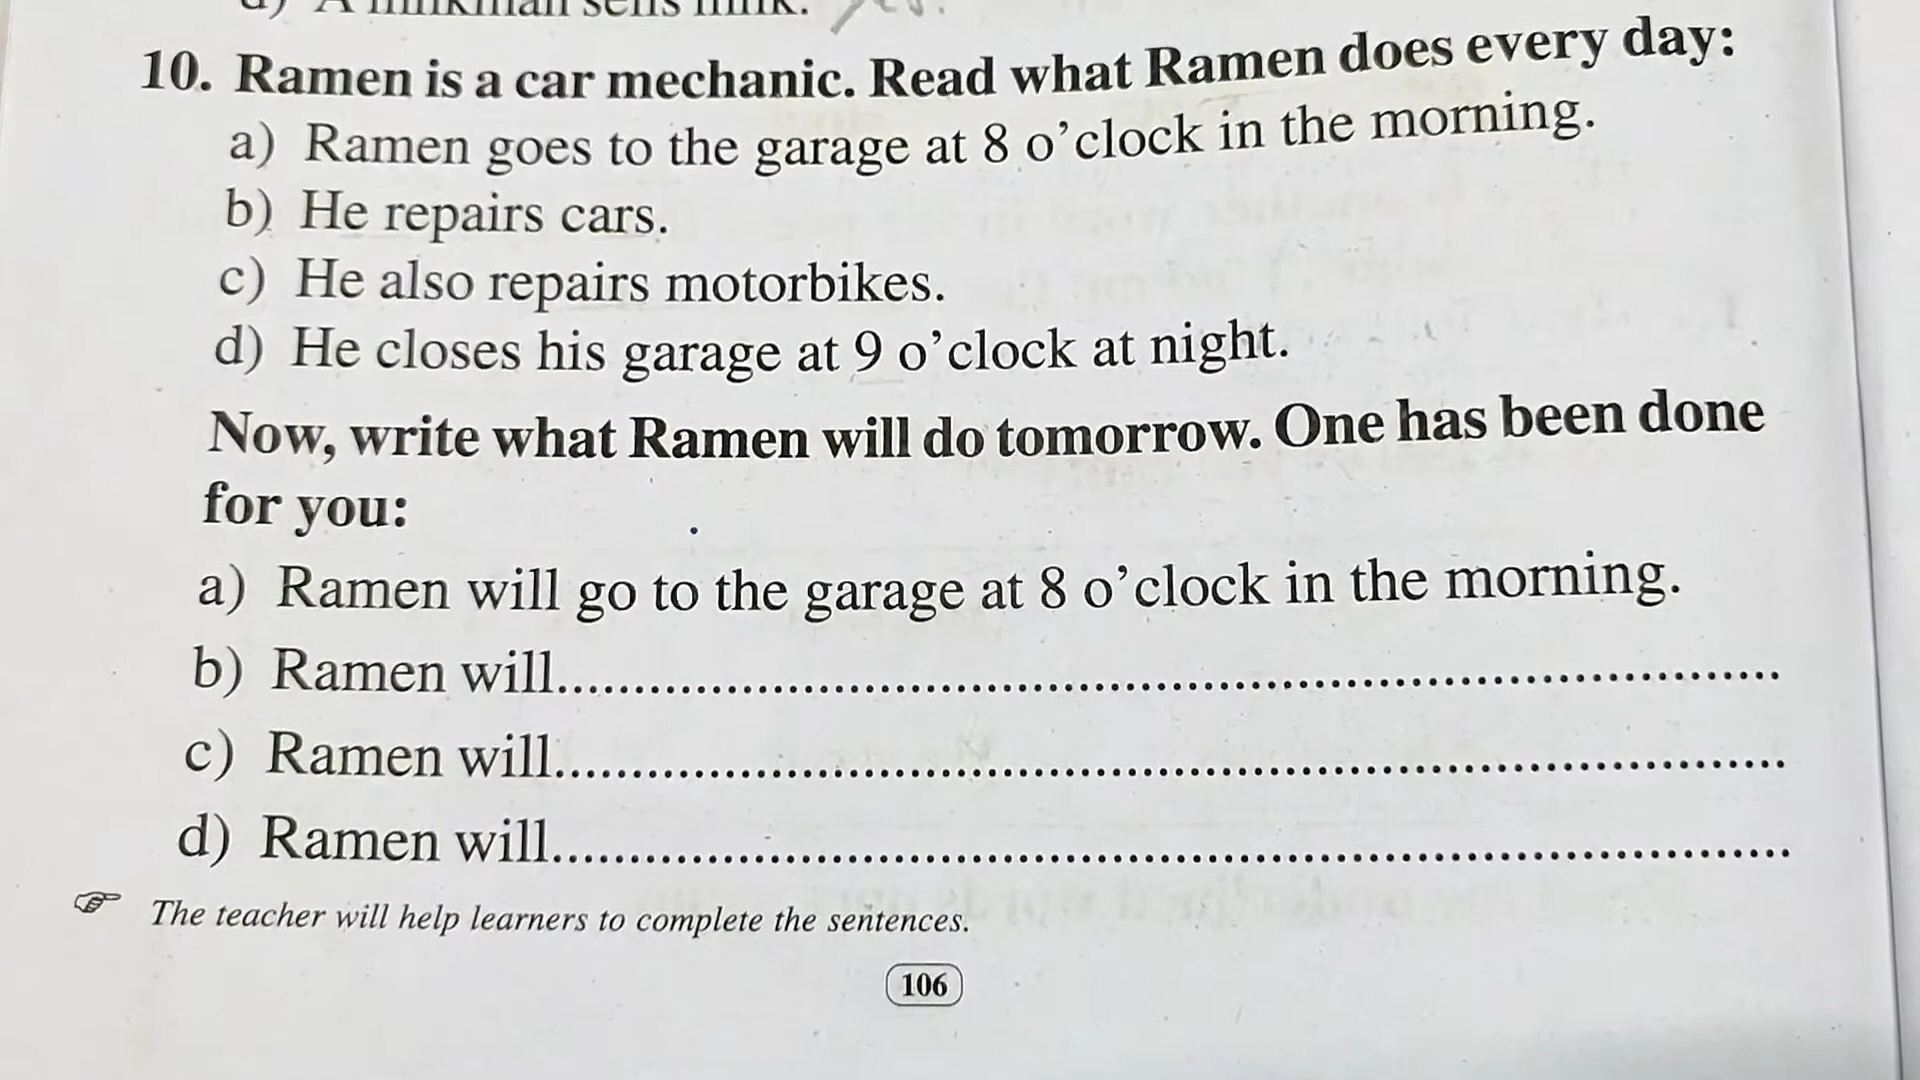 d) A milkman sells milk. yes.
10. Ramen is a car mechanic. Read what Ramen does every day:
a) Ramen goes to the garage at 8 o’clock in the morning.
b) He repairs cars.
c) He also repairs motorbikes.
d) He closes his garage at 9 o’clock at night.
Now, write what Ramen will do tomorrow. One has been done
for you:
a) Ramen will go to the garage at 8 o’clock in the morning.
b) Ramen will..............................................................................
c) Ramen will..............................................................................
d) Ramen will..............................................................................
☞ The teacher will help learners to complete the sentences.
106